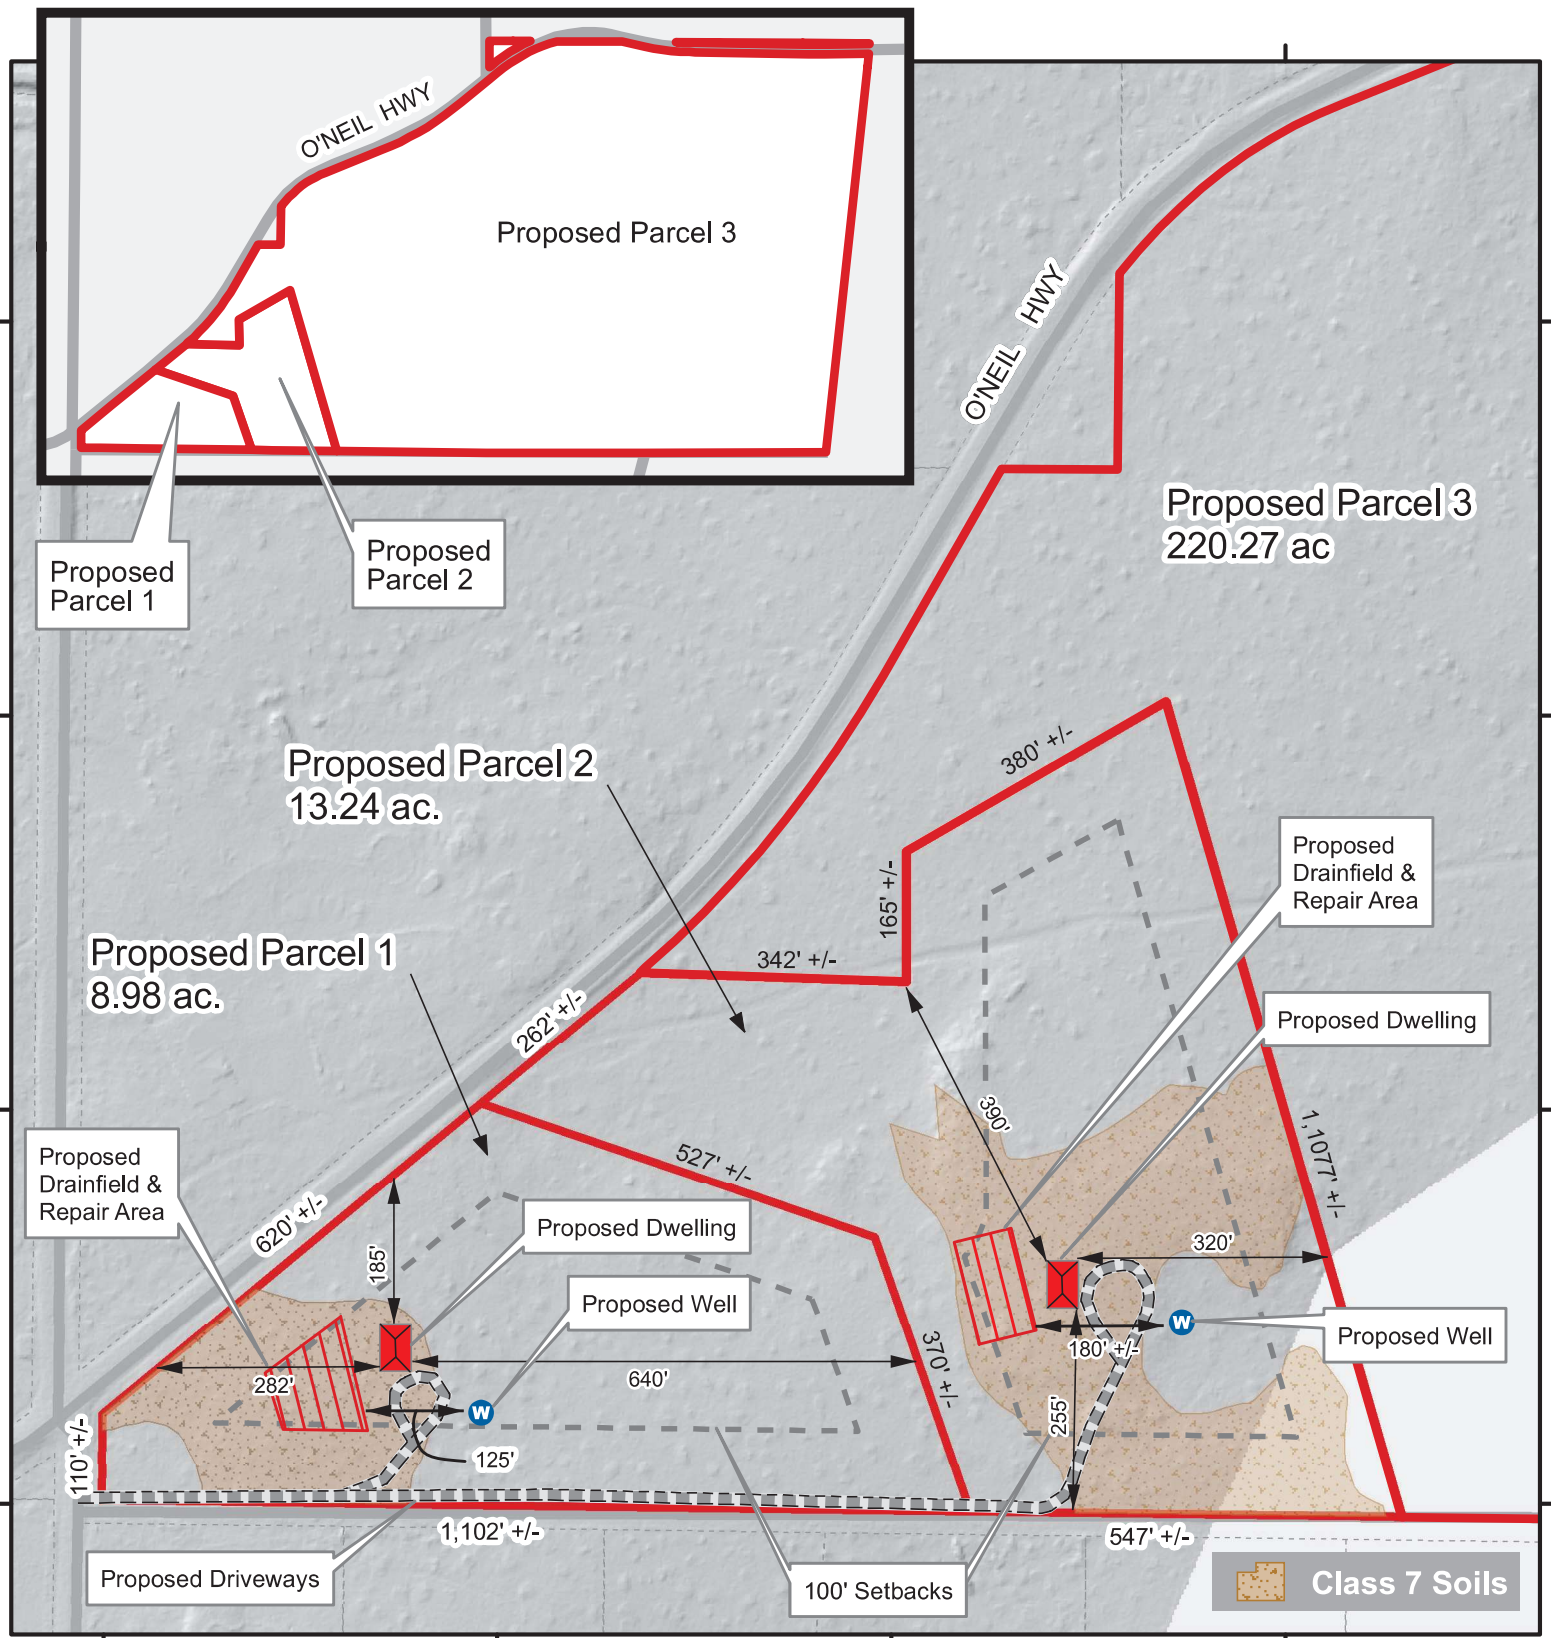 O'NEIL HWY
Proposed Parcel 3
Proposed
Parcel 1
Proposed
Parcel 2
O'NEIL HWY
Proposed Parcel 3
220.27 ac
Proposed Parcel 2
13.24 ac.
380' +/-
165' +/-
342' +/-
Proposed
Drainfield &
Repair Area
Proposed Parcel 1
8.98 ac.
262' +/-
Proposed Dwelling
390'
1,1077' +/-
Proposed
Drainfield &
Repair Area
527' +/-
620' +/-
185'
Proposed Dwelling
320'
Proposed Well
W
180' +/-
Proposed Well
282'
640'
370' +/-
W
255'
110' +/-
125'
1,102' +/-
547' +/-
Proposed Driveways
100' Setbacks
Class 7 Soils